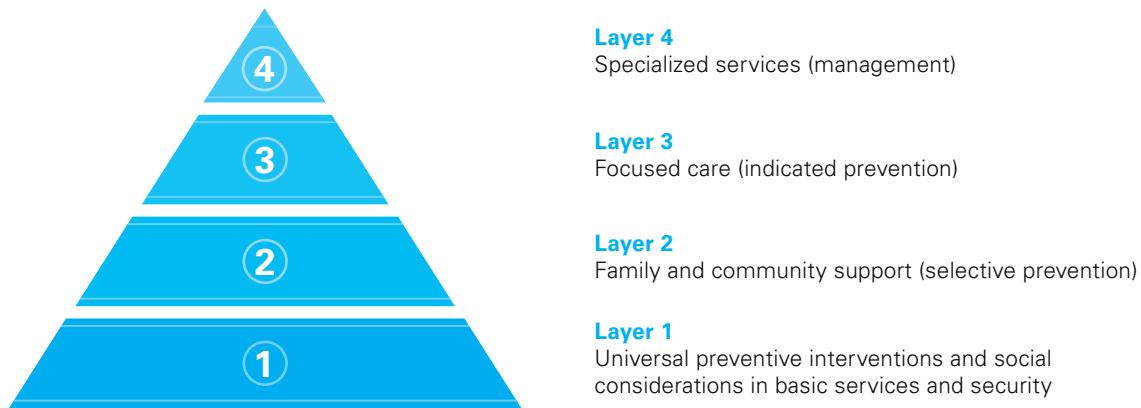 4
Layer 4
Specialized services (management)
3
Layer 3
Focused care (indicated prevention)
2
Layer 2
Family and community support (selective prevention)
1
Layer 1
Universal preventive interventions and social
considerations in basic services and security